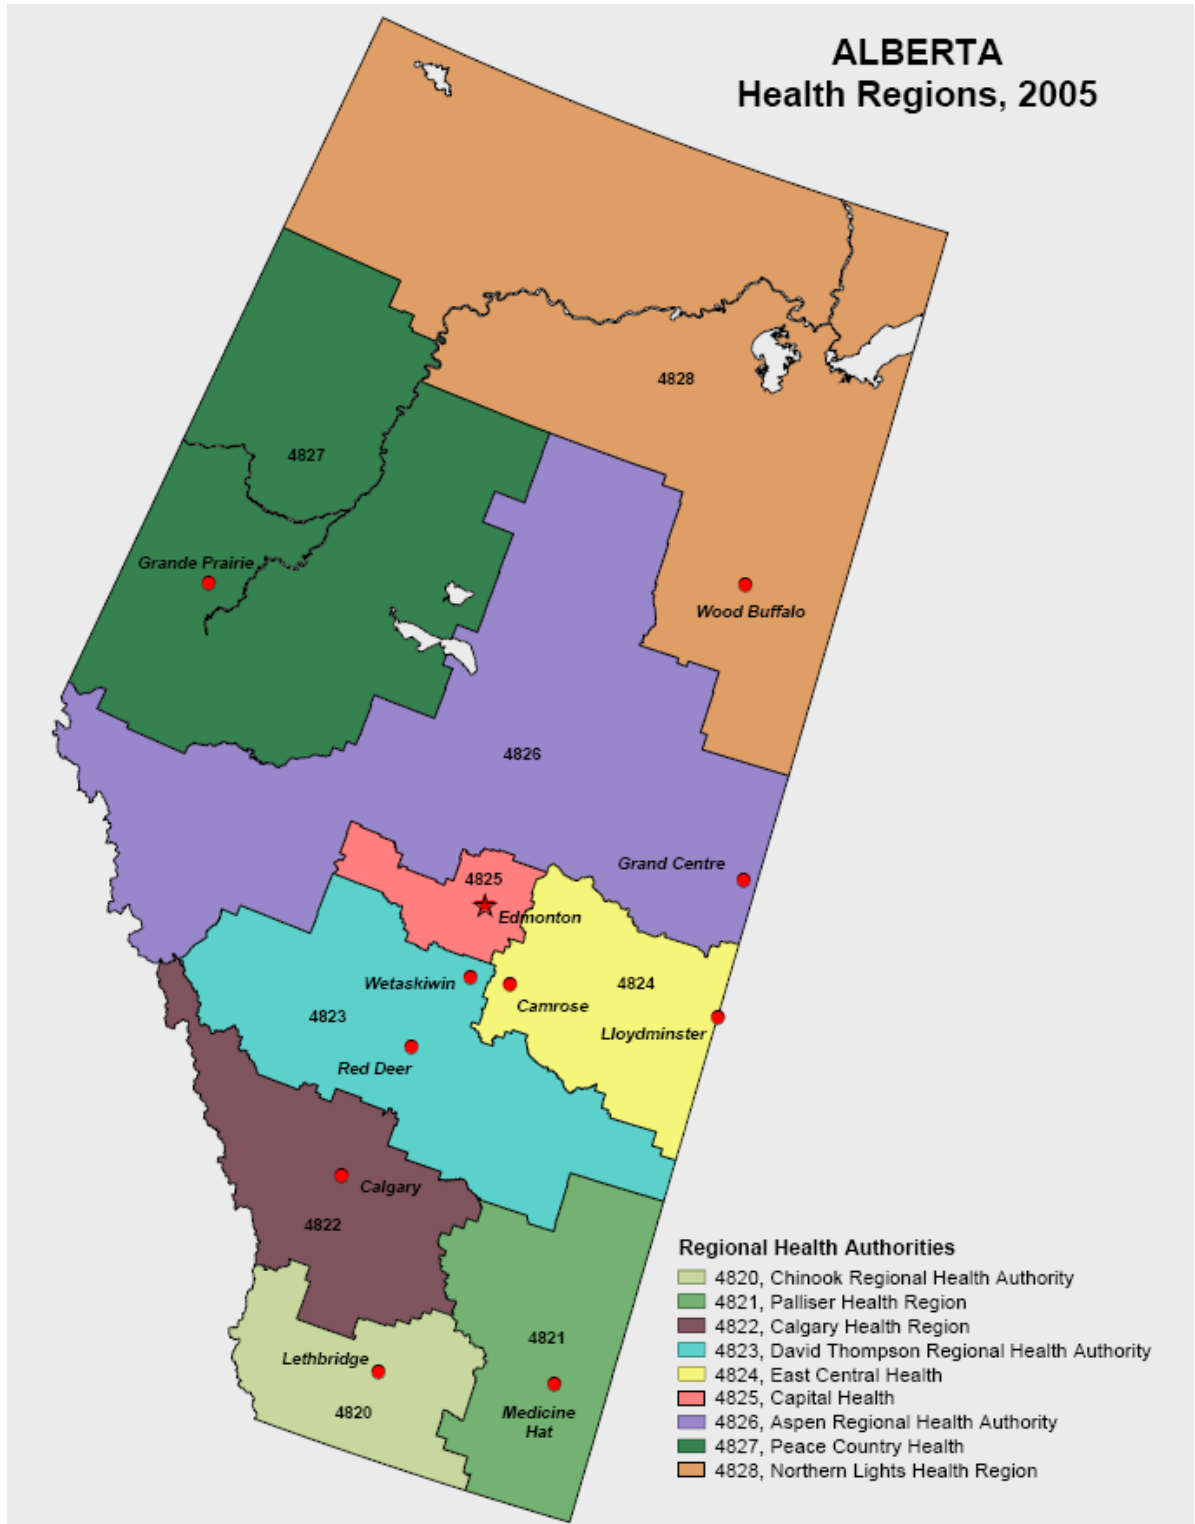 ALBERTA
Health Regions, 2005
4828
4827
Grande Prairie
Wood Buffalo
4826
Grand Centre
4825
Edmonton
Wetaskiwin
4824
Camrose
4823
Lloydminster
Red Deer
Calgary
4822
4821
Lethbridge
4820
Medicine
Hat
Regional Health Authorities
4820, Chinook Regional Health Authority
4821, Palliser Health Region
4822, Calgary Health Region
4823, David Thompson Regional Health Authority
4824, East Central Health
4825, Capital Health
4826, Aspen Regional Health Authority
4827, Peace Country Health
4828, Northern Lights Health Region